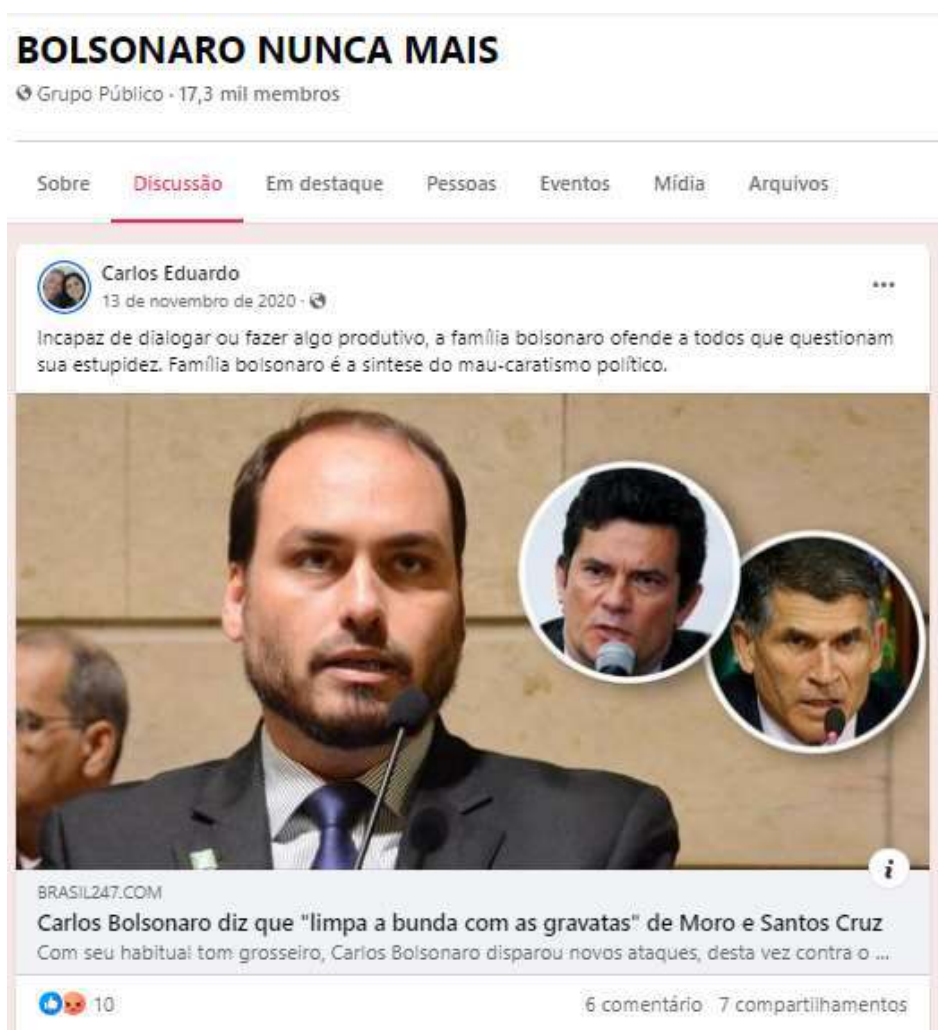 BOLSONARO NUNCA MAIS
Grupo Público · 17,3 mil membros
Sobre
Discussão
Em destaque
Pessoas
Eventos
Mídia
Arquivos
Carlos Eduardo
13 de novembro de 2020 ·
Incapaz de dialogar ou fazer algo produtivo, a família bolsonaro ofende a todos que questionam
sua estupidez. Família bolsonaro é a sintese do mau-caratismo político.
BRASIL247.COM
Carlos Bolsonaro diz que "limpa a bunda com as gravatas" de Moro e Santos Cruz
Com seu habitual tom grosseiro, Carlos Bolsonaro disparou novos ataques, desta vez contra o ...
10
6 comentário 7 compartilhamentos